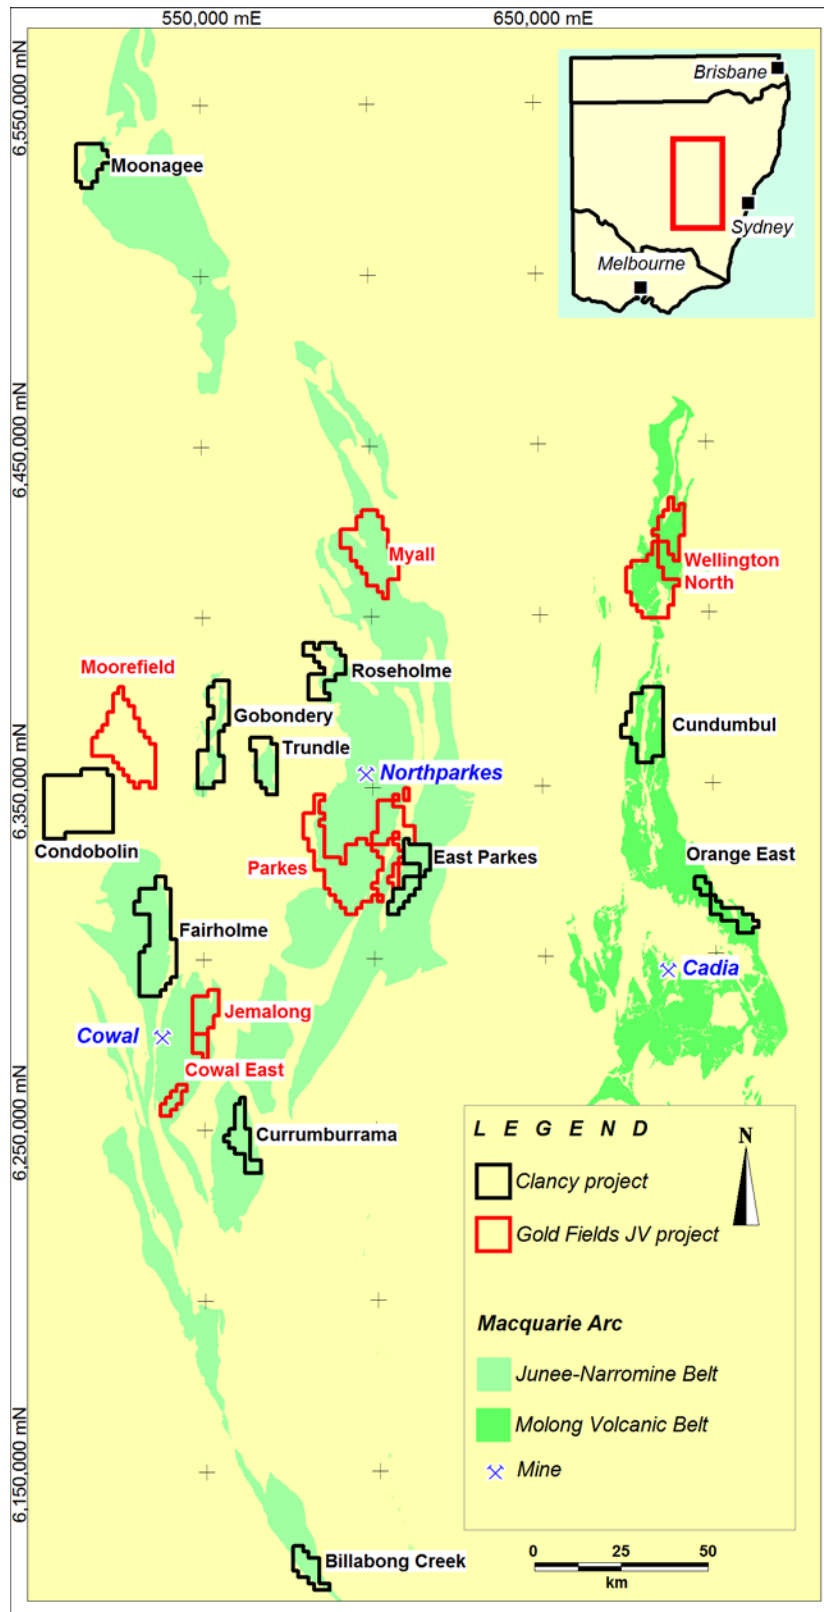 550,000 mE
650,000 mE
6,550,000 mN
Brisbane
Moonagee
Sydney
Melbourne
6,450,000 mN
Myall
Wellington
North
Moorefield
Roseholme
Gobondery
Cundumbul
Trundle
Northparkes
6,350,000 mN
Condobolin
Parkes
East Parkes
Orange East
Fairholme
Cadia
Jemalong
Cowal
Cowal East
6,250,000 mN
Currumburrama
L E G E N D
N
Clancy project
Gold Fields JV project
Macquarie Arc
Junee-Narromine Belt
Molong Volcanic Belt
Mine
6,150,000 mN
Billabong Creek
0 25 50
km